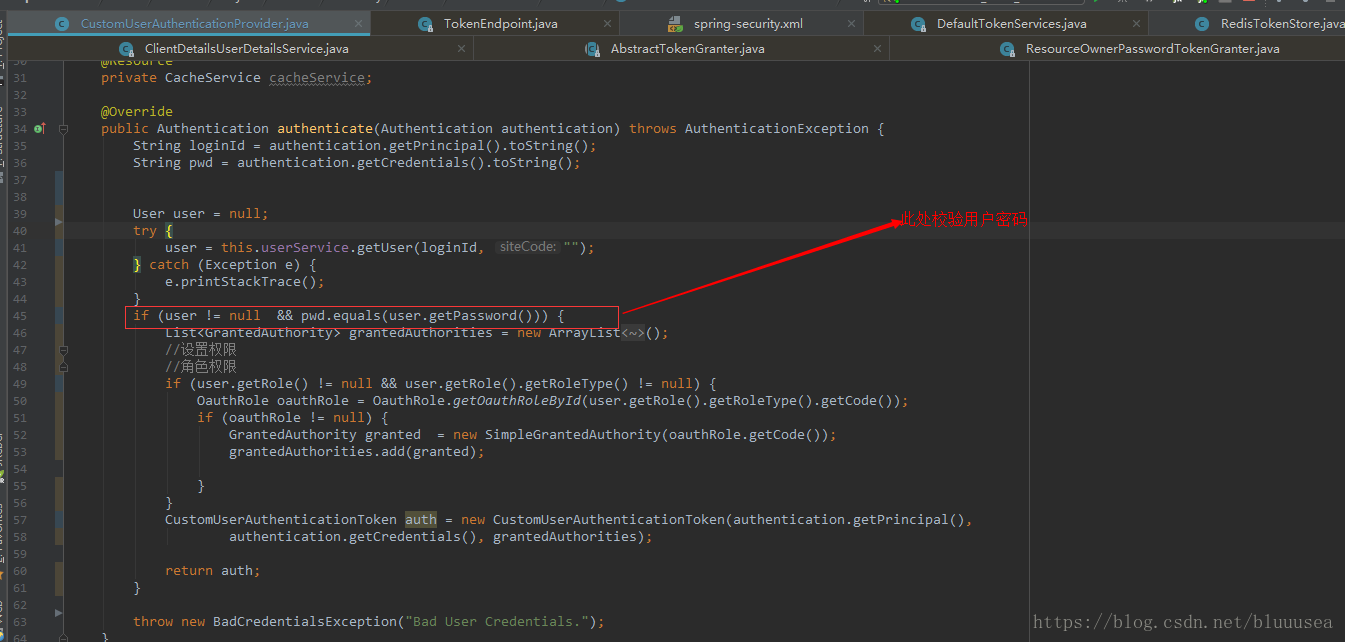 CustomUserAuthenticationProvider.java
TokenEndpoint.java
spring-security.xml
DefaultTokenServices.java
RedisTokenStore.java
ClientDetailsUserDetailsService.java
AbstractTokenGranter.java
ResourceOwnerPasswordTokenGranter.java
30 @Resource
31 private CacheService cacheService;
32
33 @Override
34 public Authentication authenticate(Authentication authentication) throws AuthenticationException {
35 String loginId = authentication.getPrincipal().toString();
36 String pwd = authentication.getCredentials().toString();
37
38
39 User user = null;
40 try {
此处校验用户密码
41 user = this.userService.getUser(loginId, siteCode: "");
42 } catch (Exception e) {
43 e.printStackTrace();
44 }
45 if (user != null  && pwd.equals(user.getPassword())) {
46 List<GrantedAuthority> grantedAuthorities = new ArrayList<~>();
47 //设置权限
48 //角色权限
49 if (user.getRole() != null && user.getRole().getRoleType() != null) {
50 OauthRole oauthRole = OauthRole.getOauthRoleById(user.getRole().getRoleType().getCode());
51 if (oauthRole != null) {
52 GrantedAuthority granted  = new SimpleGrantedAuthority(oauthRole.getCode());
53 grantedAuthorities.add(granted);
54
55 }
56 }
57 CustomUserAuthenticationToken auth = new CustomUserAuthenticationToken(authentication.getPrincipal(),
58 authentication.getCredentials(), grantedAuthorities);
59
60 return auth;
61 }
62
63 throw new BadCredentialsException("Bad User Credentials.");
64 }
https://blog.csdn.net/bluuusea